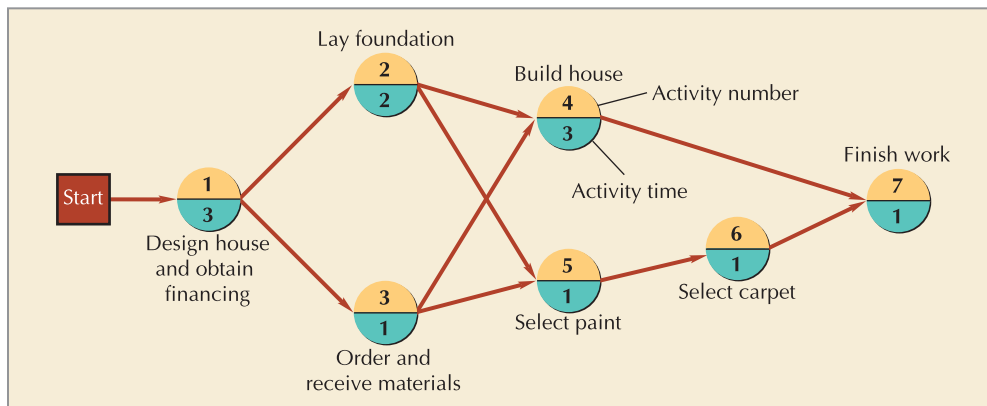 Lay foundation
2
2
Build house
4
3
Activity number
Activity time
Finish work
7
1
Start
1
3
Design house
and obtain
financing
6
1
Select carpet
5
1
Select paint
3
1
Order and
receive materials